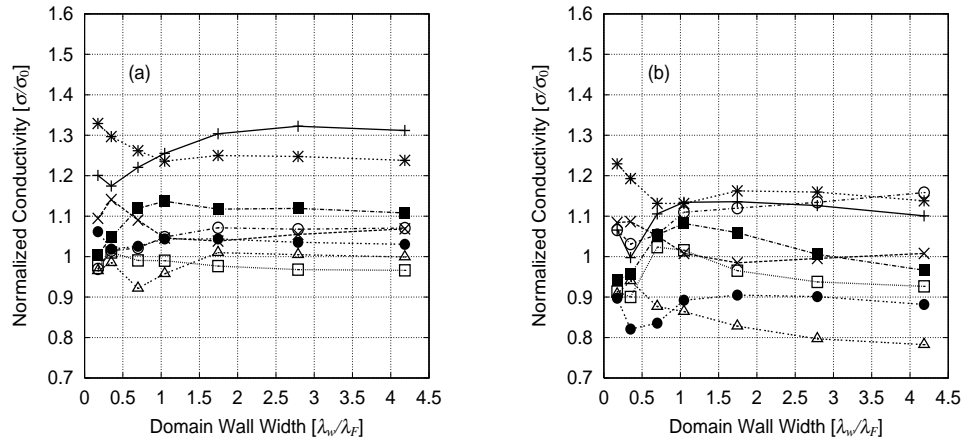 1.6
1.5
1.4
1.3
1.2
1.1
1
0.9
0.8
0.7
0 0.5 1 1.5 2 2.5 3 3.5 4 4.5
Normalized Conductivity [σ/σ0]
Domain Wall Width [λw/λF]
(a)
1.6
1.5
1.4
1.3
1.2
1.1
1
0.9
0.8
0.7
0 0.5 1 1.5 2 2.5 3 3.5 4 4.5
Normalized Conductivity [σ/σ0]
Domain Wall Width [λw/λF]
(b)